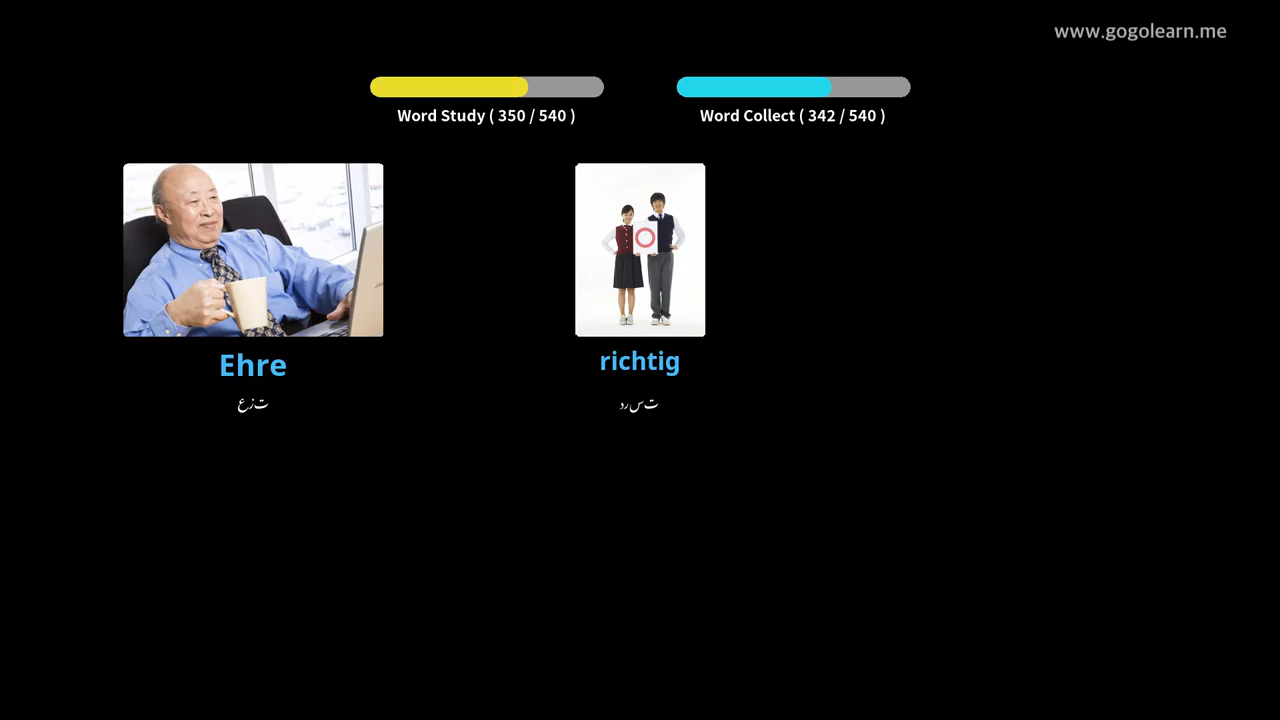 www.gogolearn.me
Word Study ( 350 / 540 )
Word Collect ( 342 / 540 )
Ehre
عزت
richtig
درست